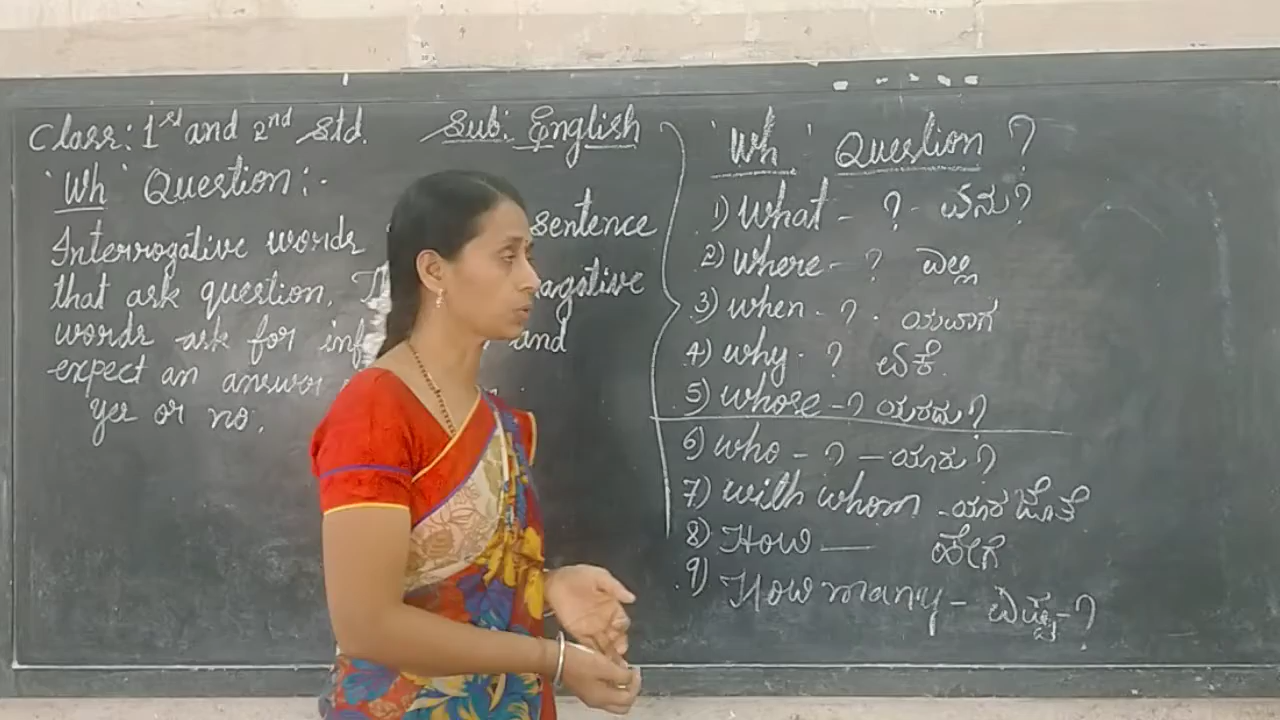 Class: 1st and 2nd Std. Sub: English
'Wh' Question:-
Interrogative words sentence
that ask question. agative
words ask for inf and
expect an answer
yes or no.
'Wh' Question ?
1) What - ? - ಏನು?
2) where - ? ಎಲ್ಲಿ
3) when - ? . ಯಾವಾಗ
4) why - ? ಏಕೆ.
5) whose - ? ಯಾರದು?
6) who - ? - ಯಾರು?
7) with whom - ಯಾರ ಜೊತೆ
8) How — ಹೇಗೆ
9) How many - ಎಷ್ಟು - ?